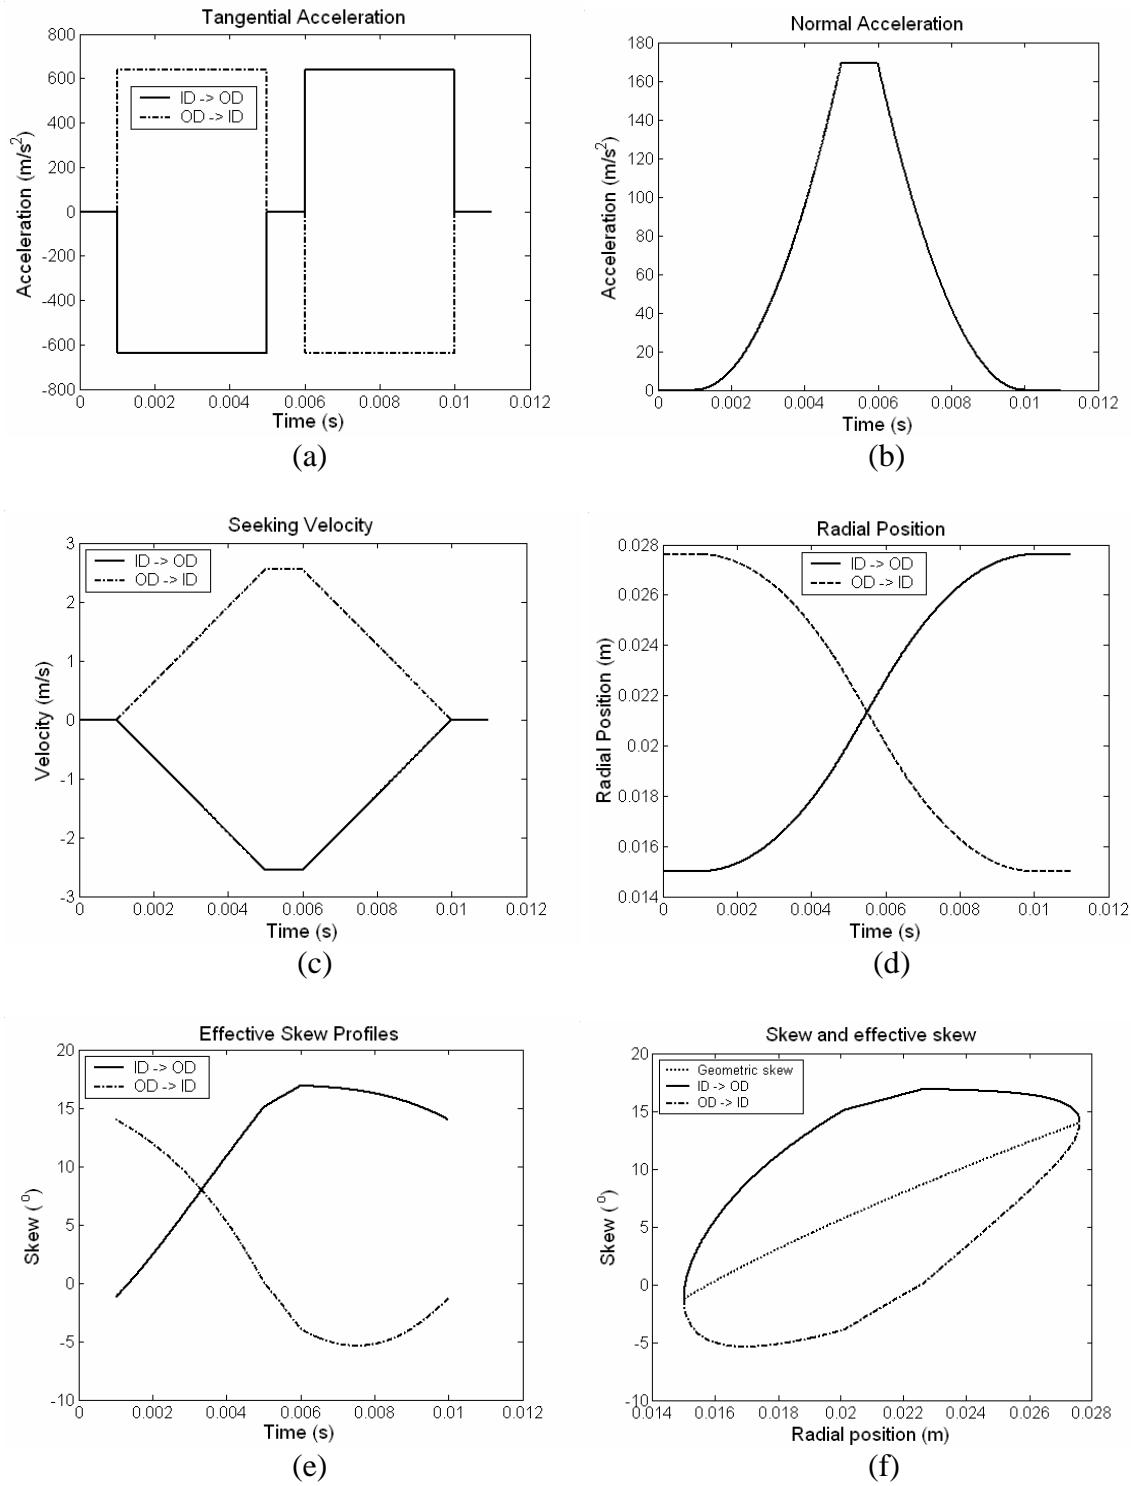 Tangential Acceleration
800
600
400
200
0
-200
-400
-600
-800
Acceleration (m/s2)
ID -> OD
OD -> ID
0 0.002 0.004 0.006 0.008 0.01 0.012
Time (s)
(a)
Normal Acceleration
180
160
140
120
100
80
60
40
20
0
Acceleration (m/s2)
0 0.002 0.004 0.006 0.008 0.01 0.012
Time (s)
(b)
Seeking Velocity
3
2
1
0
-1
-2
-3
Velocity (m/s)
ID -> OD
OD -> ID
0 0.002 0.004 0.006 0.008 0.01 0.012
Time (s)
(c)
Radial Position
0.028
0.026
0.024
0.022
0.02
0.018
0.016
0.014
Radial Position (m)
ID -> OD
OD -> ID
0 0.002 0.004 0.006 0.008 0.01 0.012
Time (s)
(d)
Effective Skew Profiles
20
15
10
5
0
-5
-10
Skew (o)
ID -> OD
OD -> ID
0 0.002 0.004 0.006 0.008 0.01 0.012
Time (s)
(e)
Skew and effective skew
20
15
10
5
0
-5
-10
Skew (o)
Geometric skew
ID -> OD
OD -> ID
0.014 0.016 0.018 0.02 0.022 0.024 0.026 0.028
Radial position (m)
(f)